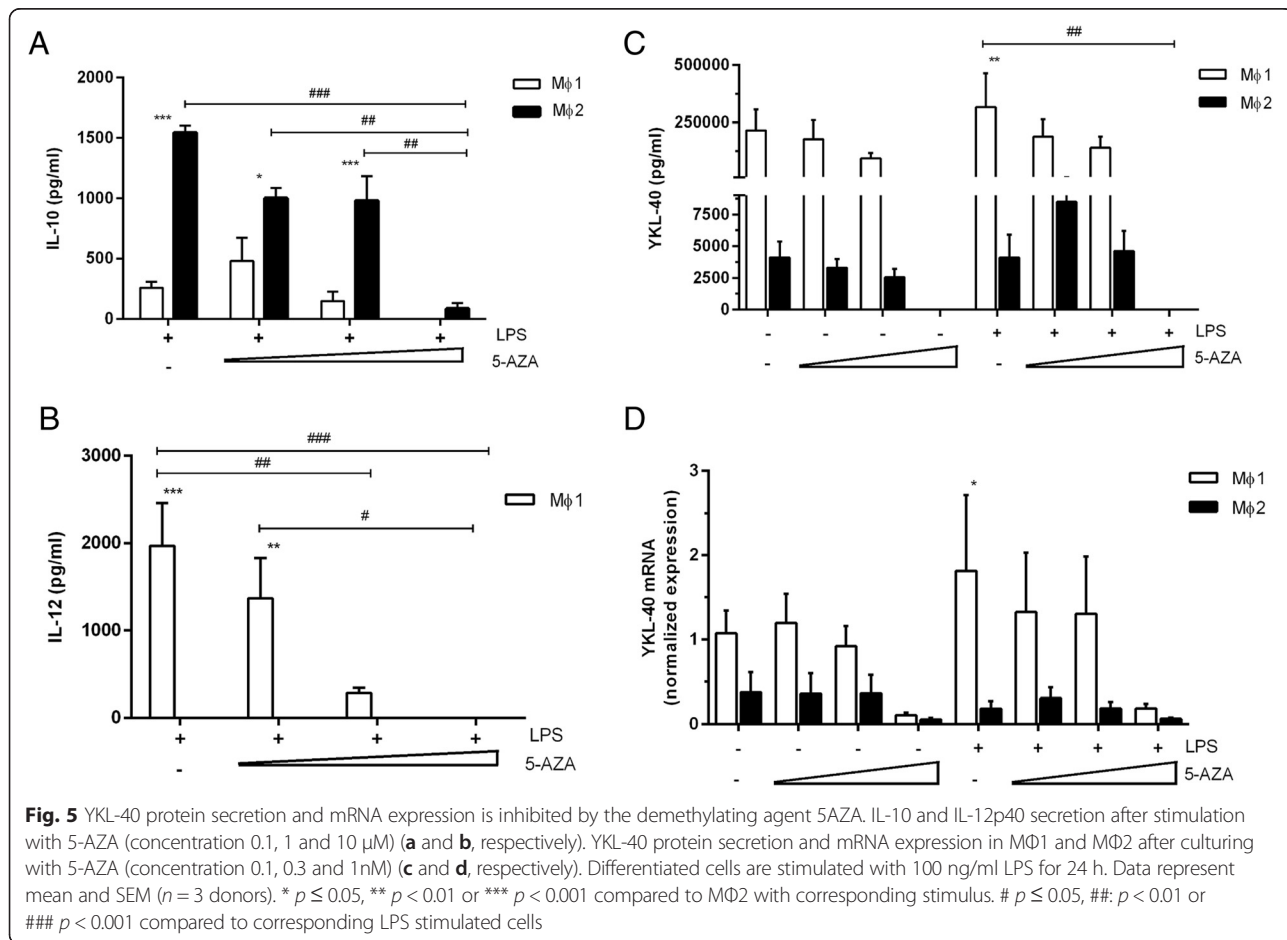 A
2000
1500
1000
500
0
IL-10 (pg/ml)
***
*
***
###
##
##
Mϕ1
Mϕ2
+ + + + LPS
- 5-AZA
B
3000
2000
1000
0
IL-12 (pg/ml)
***
**
###
##
#
Mϕ1
+ + + + LPS
- 5-AZA
C
500000
250000
7500
5000
2500
0
YKL-40 (pg/ml)
**
##
Mϕ1
Mϕ2
- - - - + + + + LPS
- - 5-AZA
D
3
2
1
0
YKL-40 mRNA
(normalized expression)
*
Mϕ1
Mϕ2
- - - - + + + + LPS
- - 5-AZA
Fig. 5 YKL-40 protein secretion and mRNA expression is inhibited by the demethylating agent 5AZA. IL-10 and IL-12p40 secretion after stimulation
with 5-AZA (concentration 0.1, 1 and 10 μM) (a and b, respectively). YKL-40 protein secretion and mRNA expression in MΦ1 and MΦ2 after culturing
with 5-AZA (concentration 0.1, 0.3 and 1nM) (c and d, respectively). Differentiated cells are stimulated with 100 ng/ml LPS for 24 h. Data represent
mean and SEM (n = 3 donors). * p ≤ 0.05, ** p < 0.01 or *** p < 0.001 compared to MΦ2 with corresponding stimulus. # p ≤ 0.05, ##: p < 0.01 or
### p < 0.001 compared to corresponding LPS stimulated cells